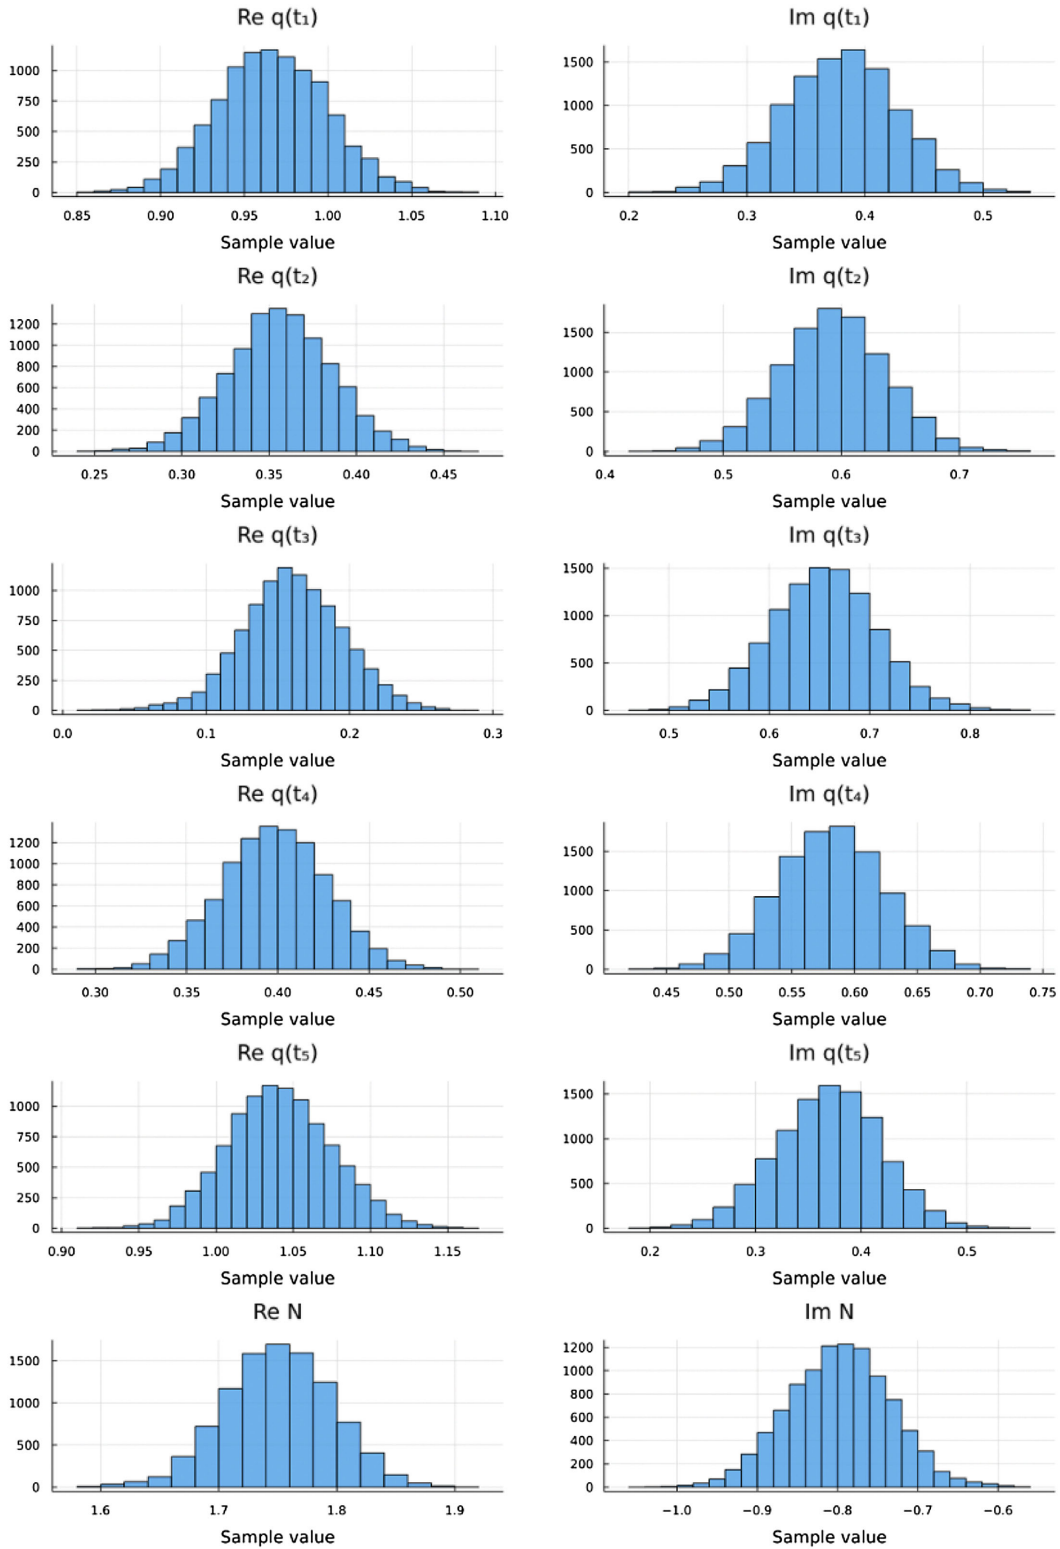 Re q(t₁)
1000
750
500
250
0
0.85 0.90 0.95 1.00 1.05 1.10
Sample value
Im q(t₁)
1500
1000
500
0
0.2 0.3 0.4 0.5
Sample value
Re q(t₂)
1200
1000
800
600
400
200
0
0.25 0.30 0.35 0.40 0.45
Sample value
Im q(t₂)
1500
1000
500
0
0.4 0.5 0.6 0.7
Sample value
Re q(t₃)
1000
750
500
250
0
0.0 0.1 0.2 0.3
Sample value
Im q(t₃)
1500
1000
500
0
0.5 0.6 0.7 0.8
Sample value
Re q(t₄)
1200
1000
800
600
400
200
0
0.30 0.35 0.40 0.45 0.50
Sample value
Im q(t₄)
1500
1000
500
0
0.45 0.50 0.55 0.60 0.65 0.70 0.75
Sample value
Re q(t₅)
1000
750
500
250
0
0.90 0.95 1.00 1.05 1.10 1.15
Sample value
Im q(t₅)
1500
1000
500
0
0.2 0.3 0.4 0.5
Sample value
Re N
1500
1000
500
0
1.6 1.7 1.8 1.9
Sample value
Im N
1200
1000
800
600
400
200
0
−1.0 −0.9 −0.8 −0.7 −0.6
Sample value